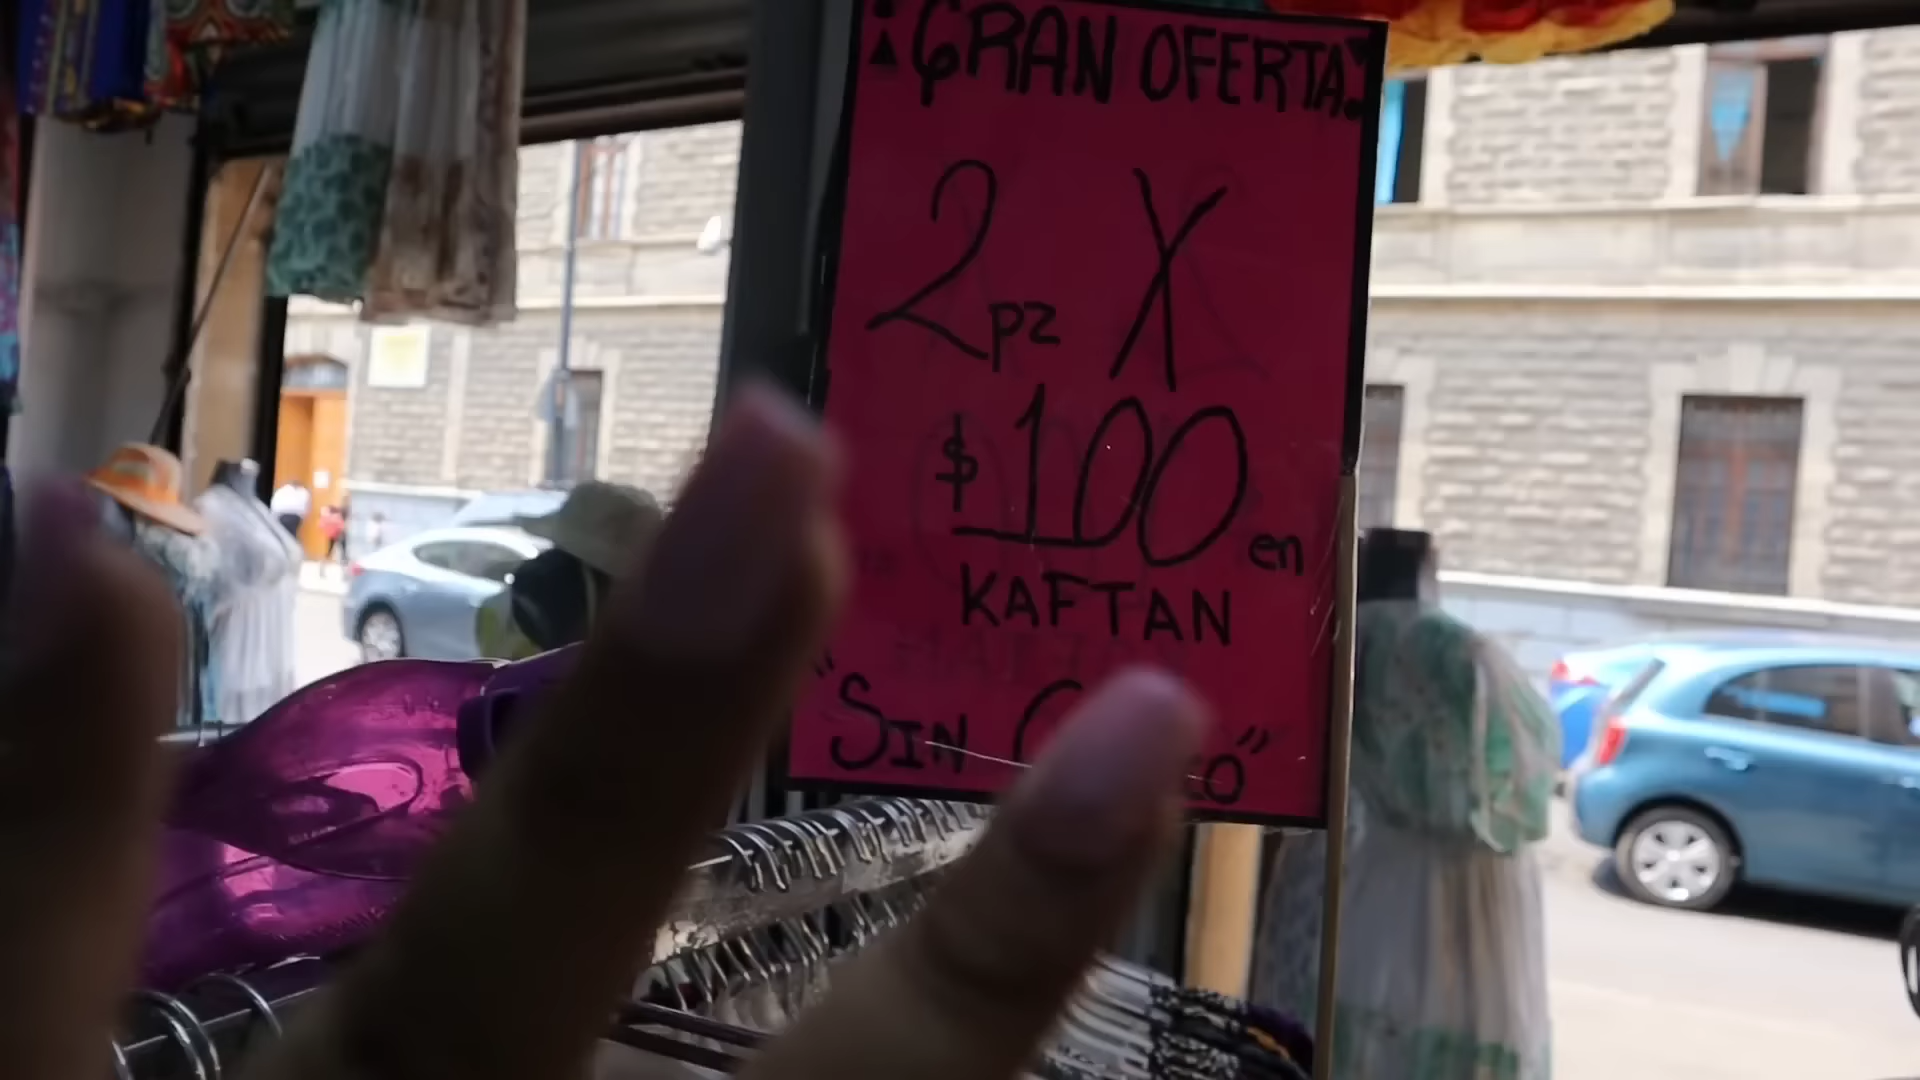 ¡GRAN OFERTA!
2pz X
$100 en
KAFTAN
"SIN